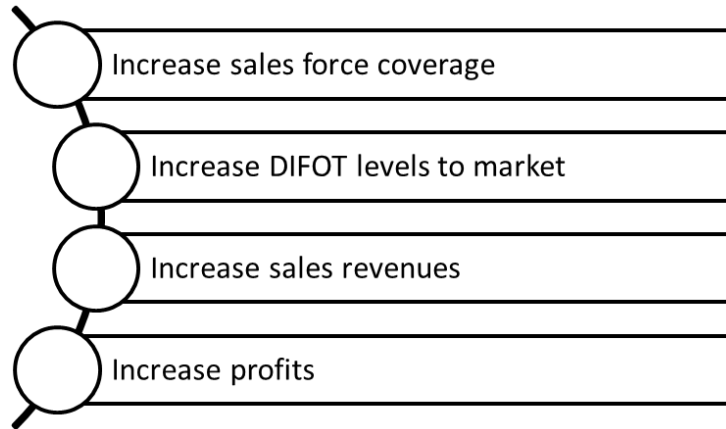 Increase sales force coverage
Increase DIFOT levels to market
Increase sales revenues
Increase profits